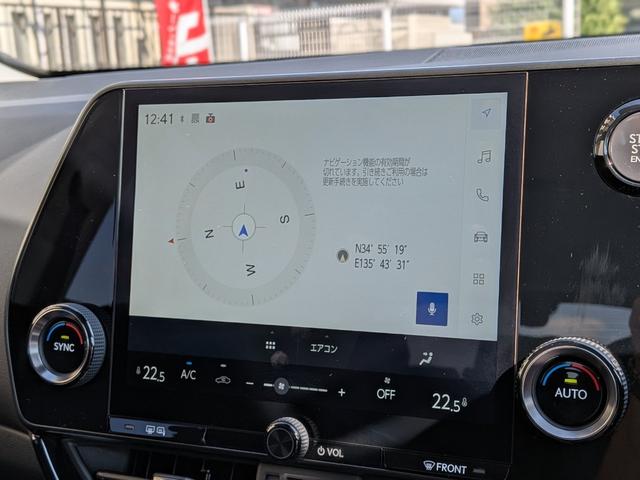 12:41
ナビゲーション機能の有効期間が
切れています。引き続きご利用の場合は
更新手続きを実施してください
E
N
S
W
N34° 55' 19"
E135° 43' 31"
エアコン
SYNC
22.5
A/C
- +
OFF
22.5
AUTO
VOL
FRONT